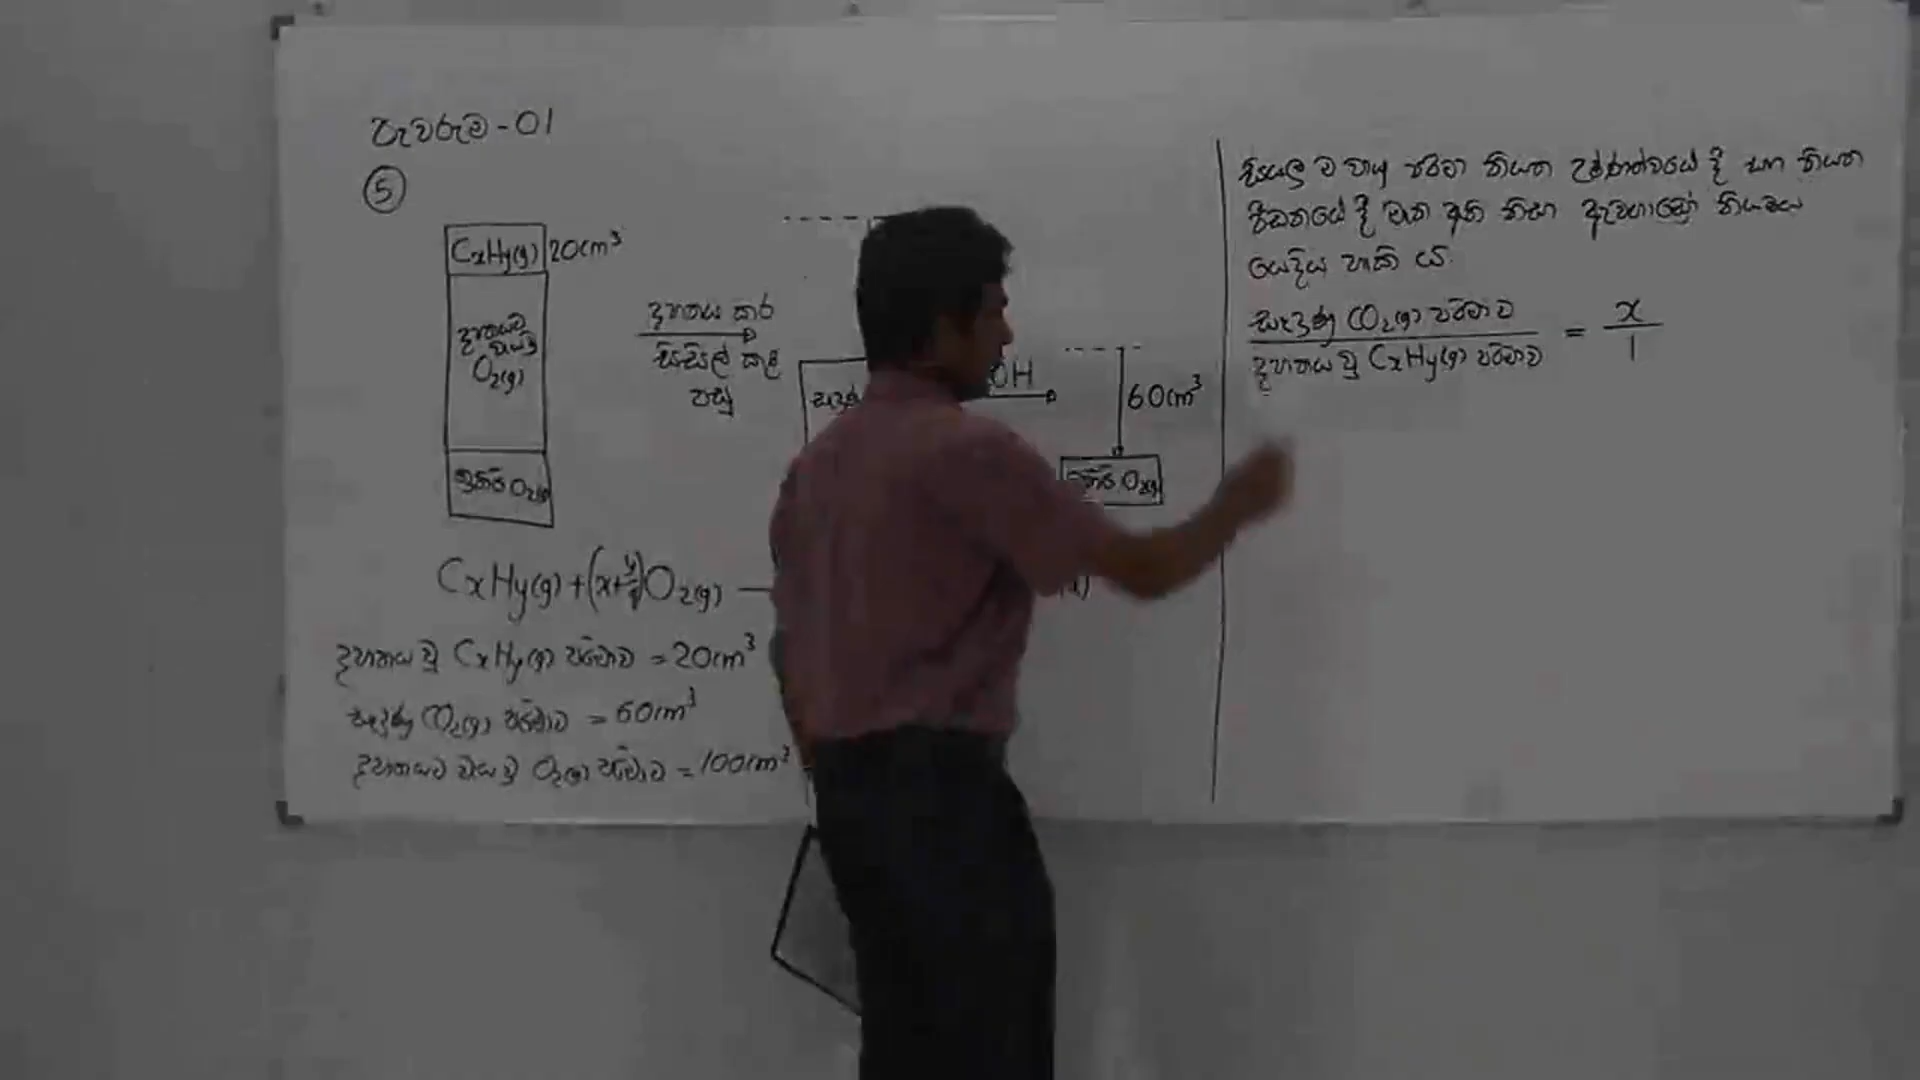 පැවරුම - 01
⑤
CxHy(g) 20cm³
දහනයට
වැය වූ
O₂(g)
ඉතිරි O₂(g)
දහනය කර
සිසිල් කළ
පසු
OH
60cm³
ඉතිරි O₂(g)
CxHy(g) + (x+y/4)O₂(g) —
දහනය වූ CxHy(g) පරිමාව = 20cm³
සෑදුණු CO₂(g) පරිමාව = 60cm³
දහනයට වැය වූ O₂(g) පරිමාව = 100cm³
සියලු ම වායු පරිමා නියත උෂ්ණත්වයේ දී සහ නියත
පීඩනයේ දී මැන ඇති නිසා ඇවගාඩ්‍රෝ නියමය
යෙදිය හැකි ය.
සෑදුණු CO₂(g) පරිමාව / දහනය වූ CxHy(g) පරිමාව = x/1